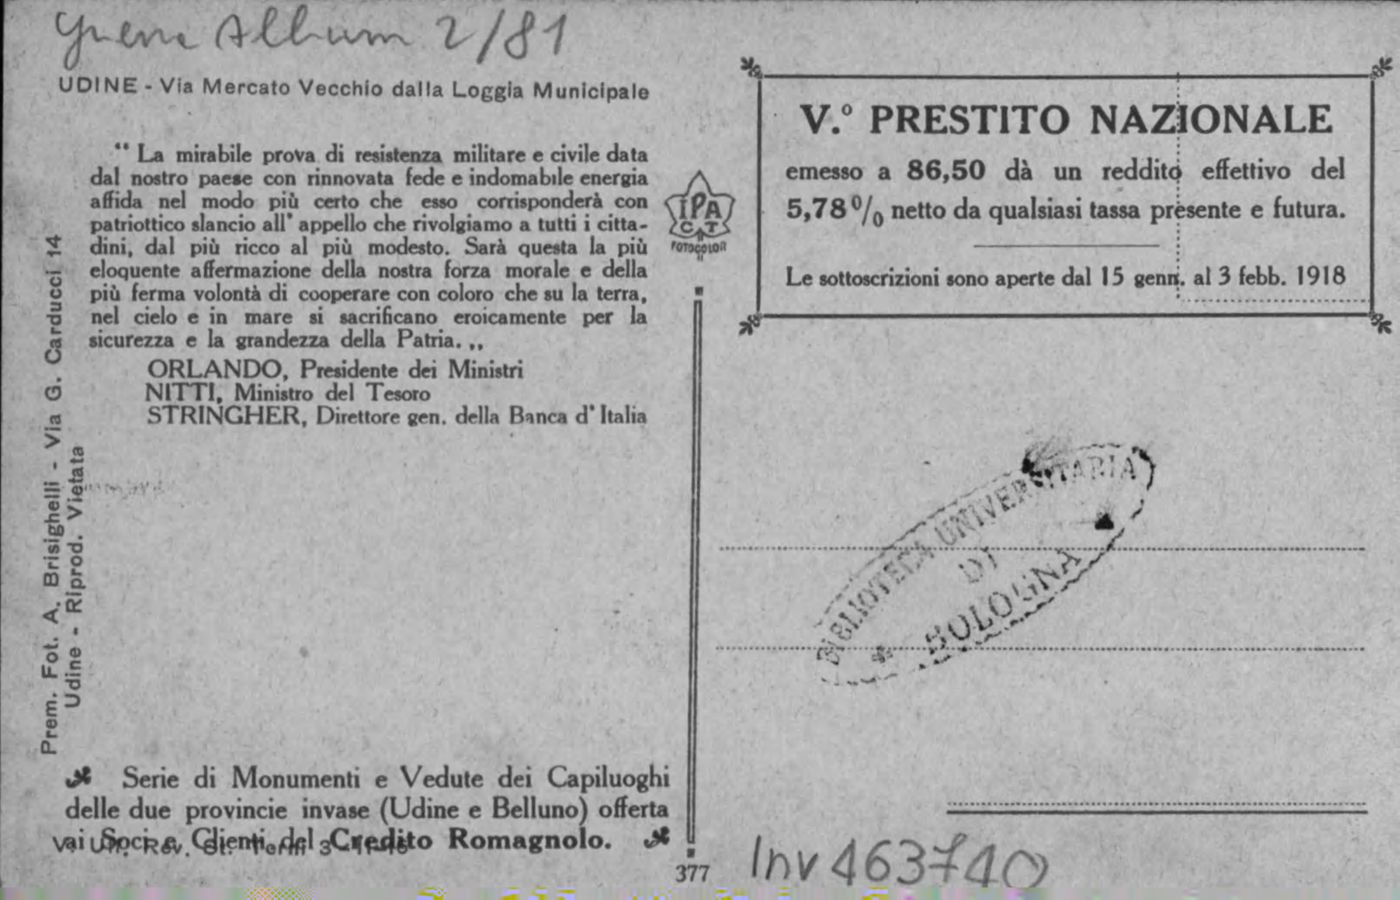 Guerra Album 2/81
UDINE - Via Mercato Vecchio dalla Loggia Municipale
“ La mirabile prova di resistenza militare e civile data
dal nostro paese con rinnovata fede e indomabile energia
affida nel modo più certo che esso corrisponderà con
patriottico slancio all' appello che rivolgiamo a tutti i citta-
dini, dal più ricco al più modesto. Sarà questa la più
eloquente affermazione della nostra forza morale e della
più ferma volontà di cooperare con coloro che su la terra,
nel cielo e in mare si sacrificano eroicamente per la
sicurezza e la grandezza della Patria. „
ORLANDO, Presidente dei Ministri
NITTI, Ministro del Tesoro
STRINGHER, Direttore gen. della Banca d' Italia
Prem. Fot. A. Brisighelli - Via G. Carducci 14
Udine - Riprod. Vietata
Serie di Monumenti e Vedute dei Capiluoghi
delle due provincie invase (Udine e Belluno) offerta
ai Soci e Clienti del Credito Romagnolo.
IPA
CT
FOTOCOLOR
377
V.º PRESTITO NAZIONALE
emesso a 86,50 dà un reddito effettivo del
5,78 % netto da qualsiasi tassa presente e futura.
Le sottoscrizioni sono aperte dal 15 genn. al 3 febb. 1918
BIBLIOTECA UNIVERSITARIA
DI
BOLOGNA
Inv 463740